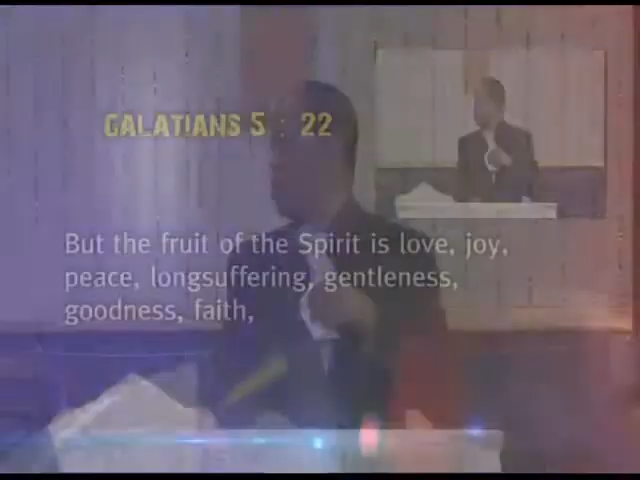 GALATIANS 5 : 22
But the fruit of the Spirit is love, joy,
peace, longsuffering, gentleness,
goodness, faith,